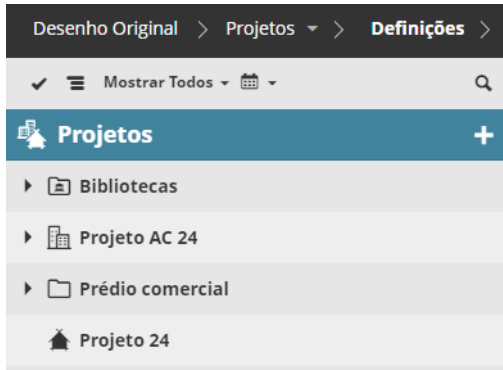 Desenho Original > Projetos > Definições >
Mostrar Todos
Projetos +
Bibliotecas
Projeto AC 24
Prédio comercial
Projeto 24